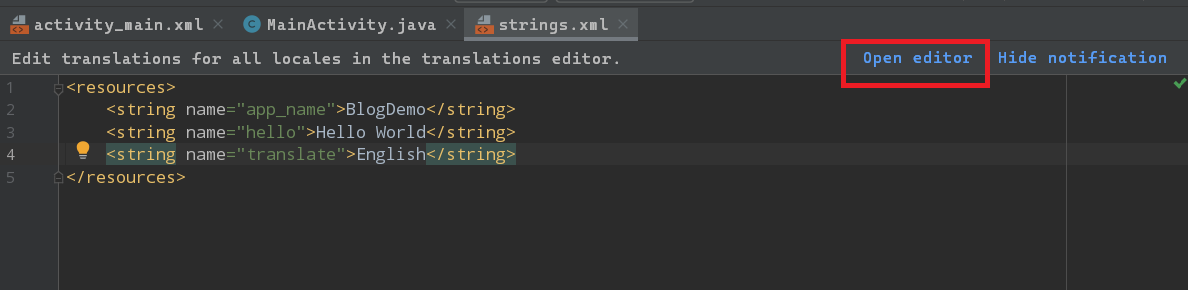 activity_main.xml MainActivity.java strings.xml
Edit translations for all locales in the translations editor. Open editor Hide notification
1 <resources>
2 <string name="app_name">BlogDemo</string>
3 <string name="hello">Hello World</string>
4 <string name="translate">English</string>
5 </resources>